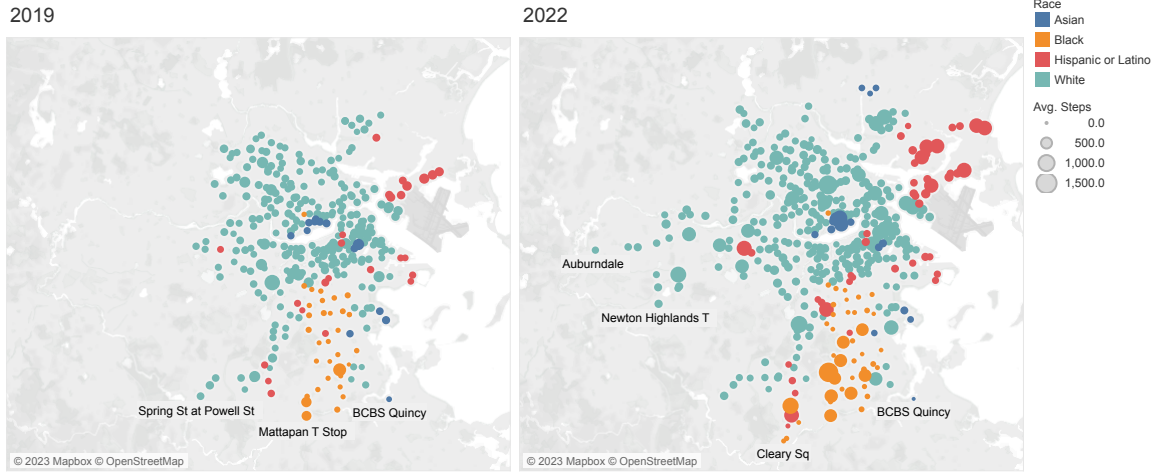 2019
2022
Race
Asian
Black
Hispanic or Latino
White
Avg. Steps
0.0
500.0
1,000.0
1,500.0
Spring St at Powell St
BCBS Quincy
Mattapan T Stop
Auburndale
Newton Highlands T
BCBS Quincy
Cleary Sq
© 2023 Mapbox © OpenStreetMap
© 2023 Mapbox © OpenStreetMap